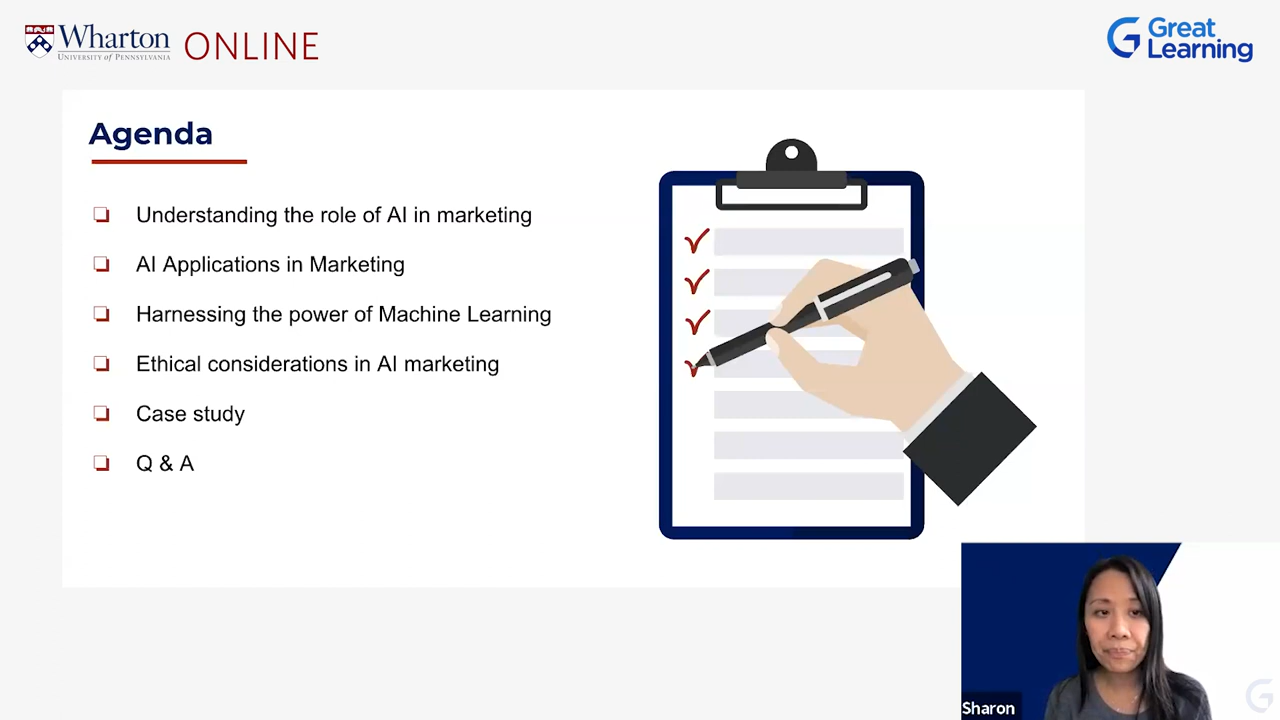 Wharton
UNIVERSITY of PENNSYLVANIA
ONLINE
Great
Learning
Agenda
Understanding the role of AI in marketing
AI Applications in Marketing
Harnessing the power of Machine Learning
Ethical considerations in AI marketing
Case study
Q & A
Sharon